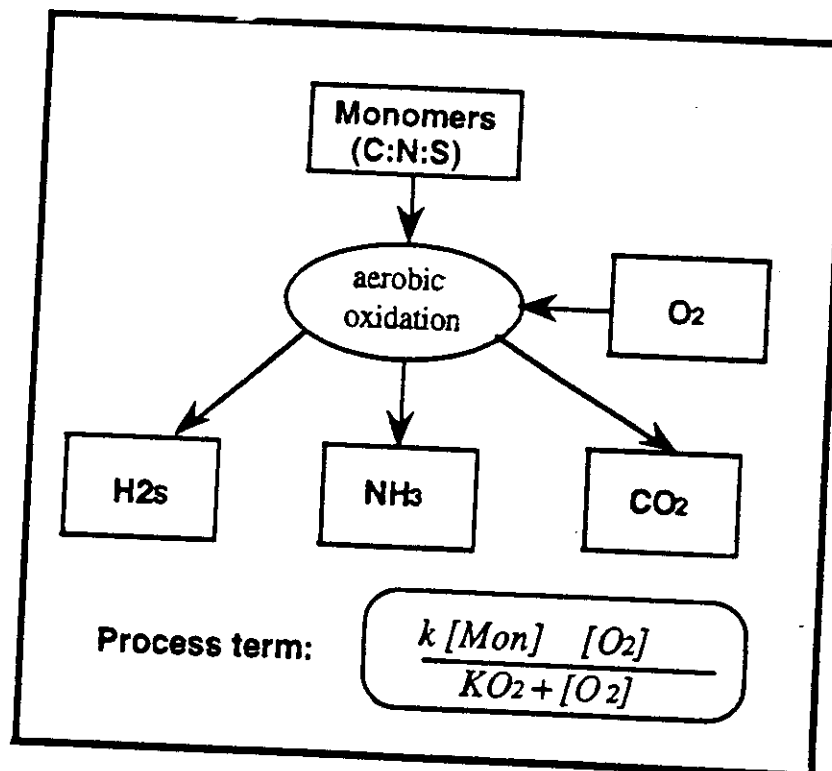 Monomers
(C:N:S)
aerobic
oxidation
O2
H2s
NH3
CO2
Process term:
k [Mon] [O2]
KO2 + [O2]